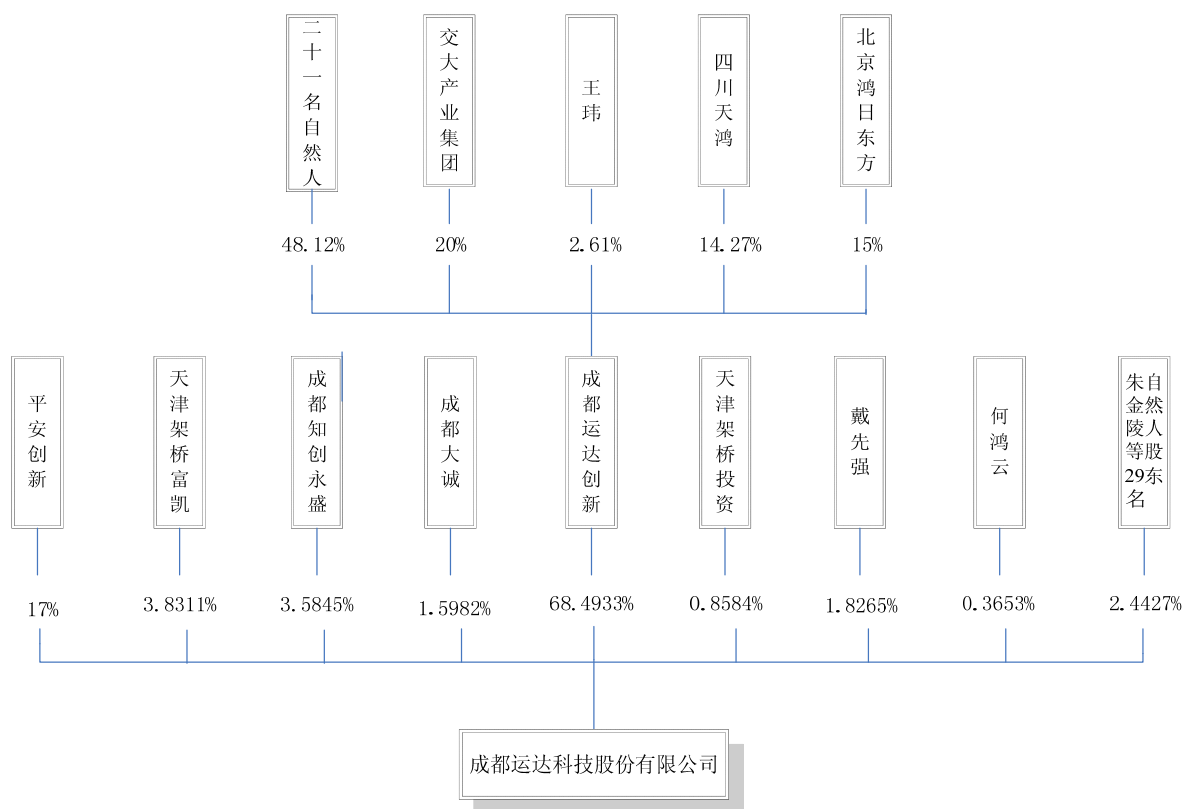 二十一名自然人
交大产业集团
王玮
四川天鸿
北京鸿日东方
48.12%
20%
2.61%
14.27%
15%
平安创新
天津架桥富凯
成都知创永盛
成都大诚
成都运达创新
天津架桥投资
戴先强
何鸿云
朱金陵等29名
自然人股东
17%
3.8311%
3.5845%
1.5982%
68.4933%
0.8584%
1.8265%
0.3653%
2.4427%
成都运达科技股份有限公司